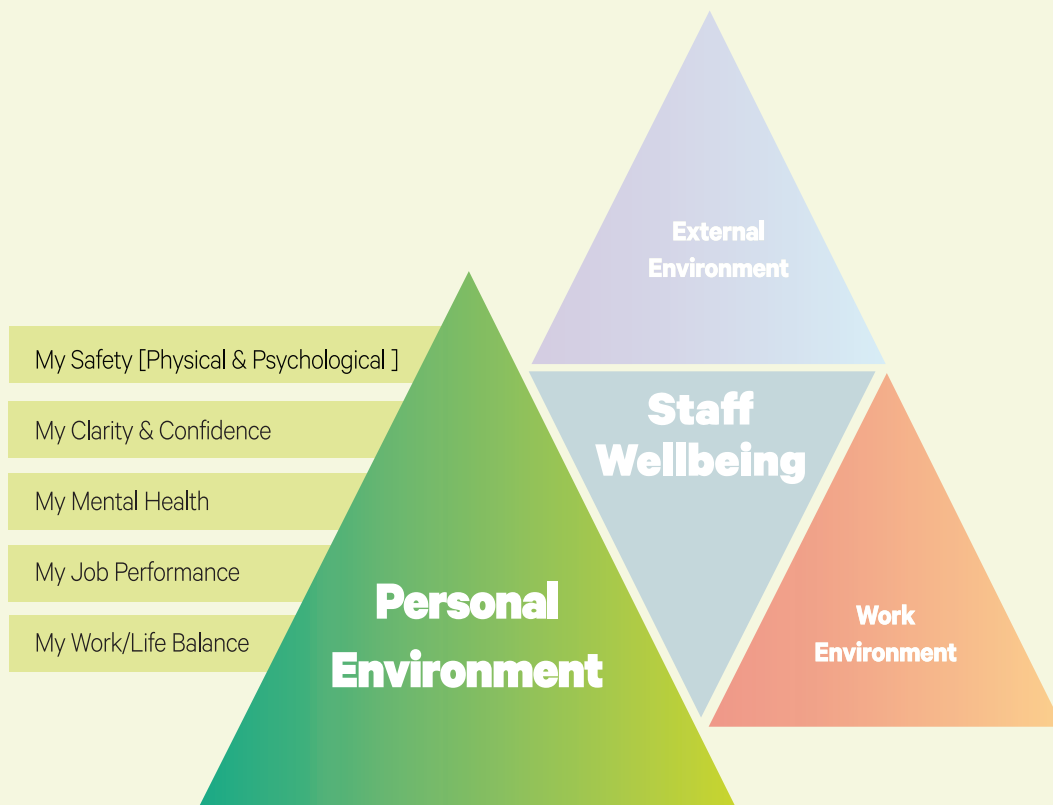 External
Environment
My Safety [Physical & Psychological ]
My Clarity & Confidence
My Mental Health
My Job Performance
My Work/Life Balance
Staff
Wellbeing
Personal
Environment
Work
Environment